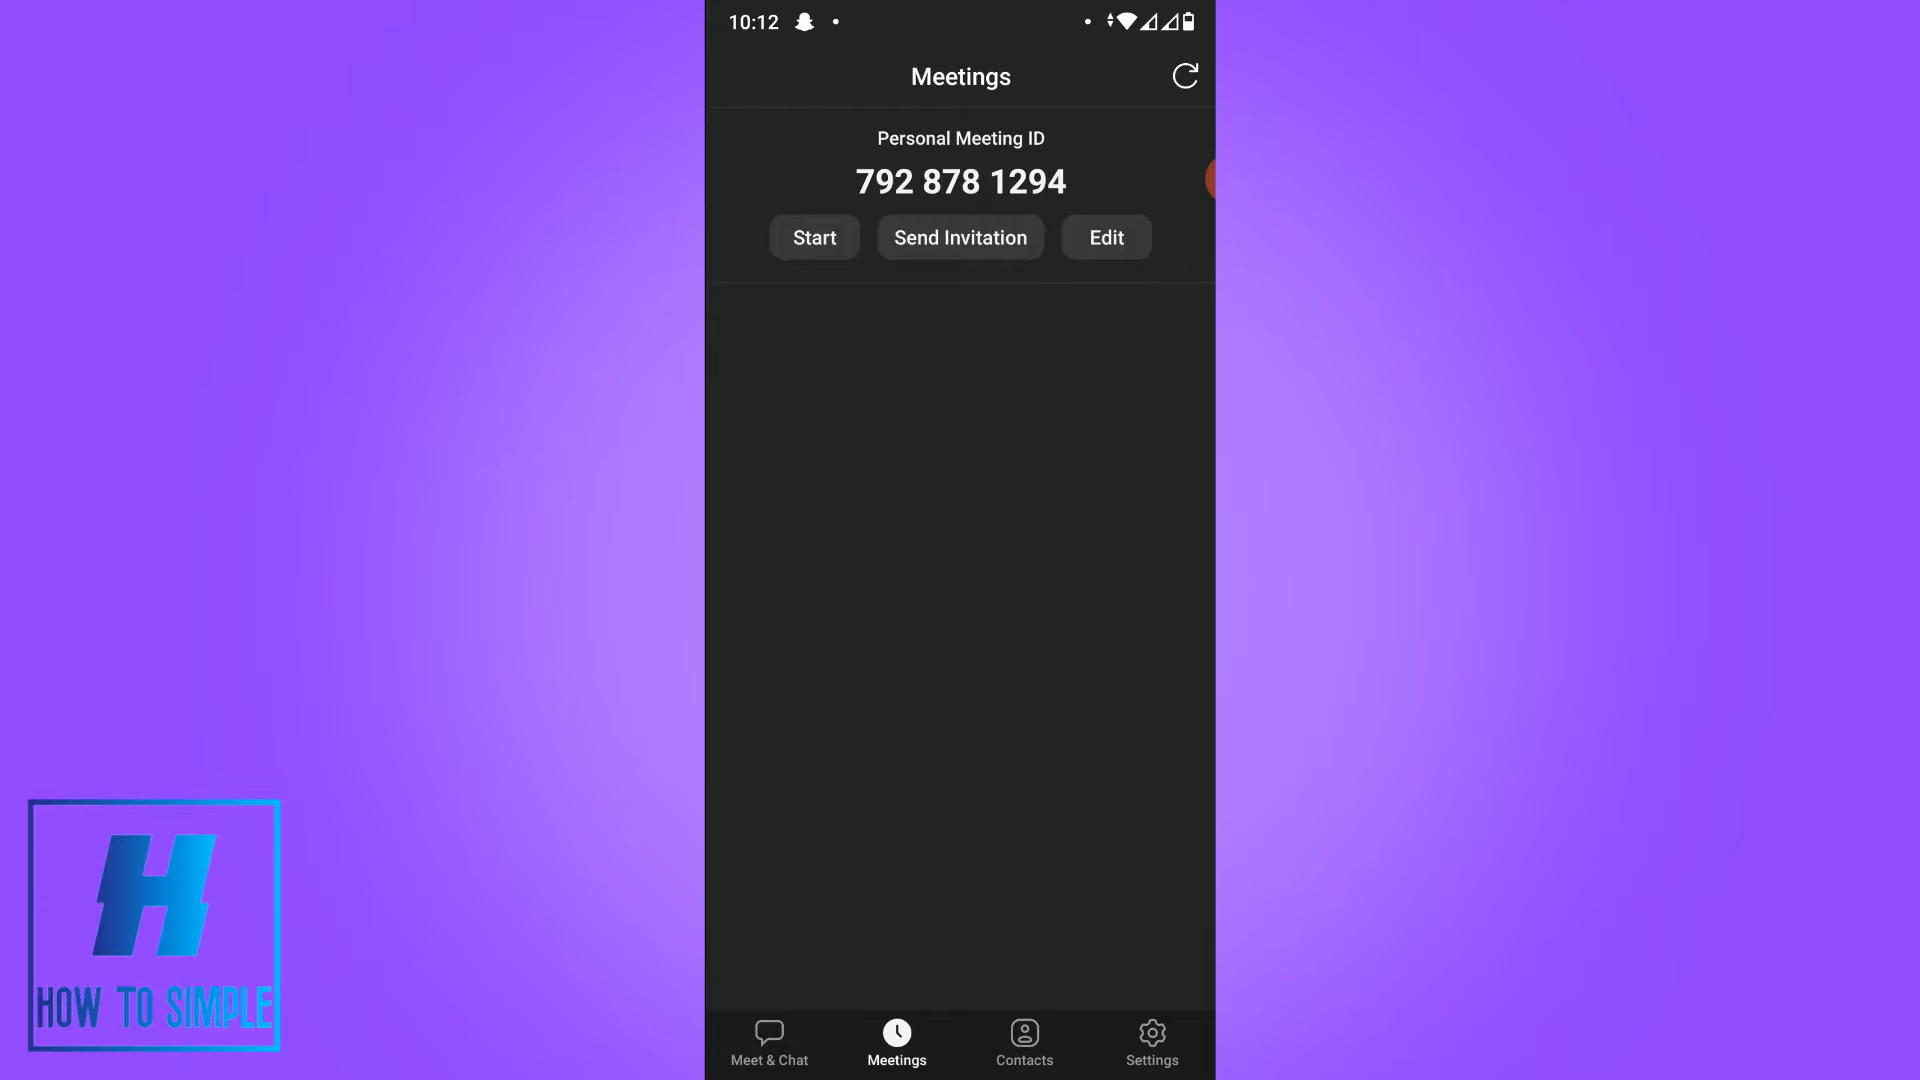 10:12
Meetings
Personal Meeting ID
792 878 1294
Start Send Invitation Edit
H
HOW TO SIMPLE
Meet & Chat Meetings Contacts Settings